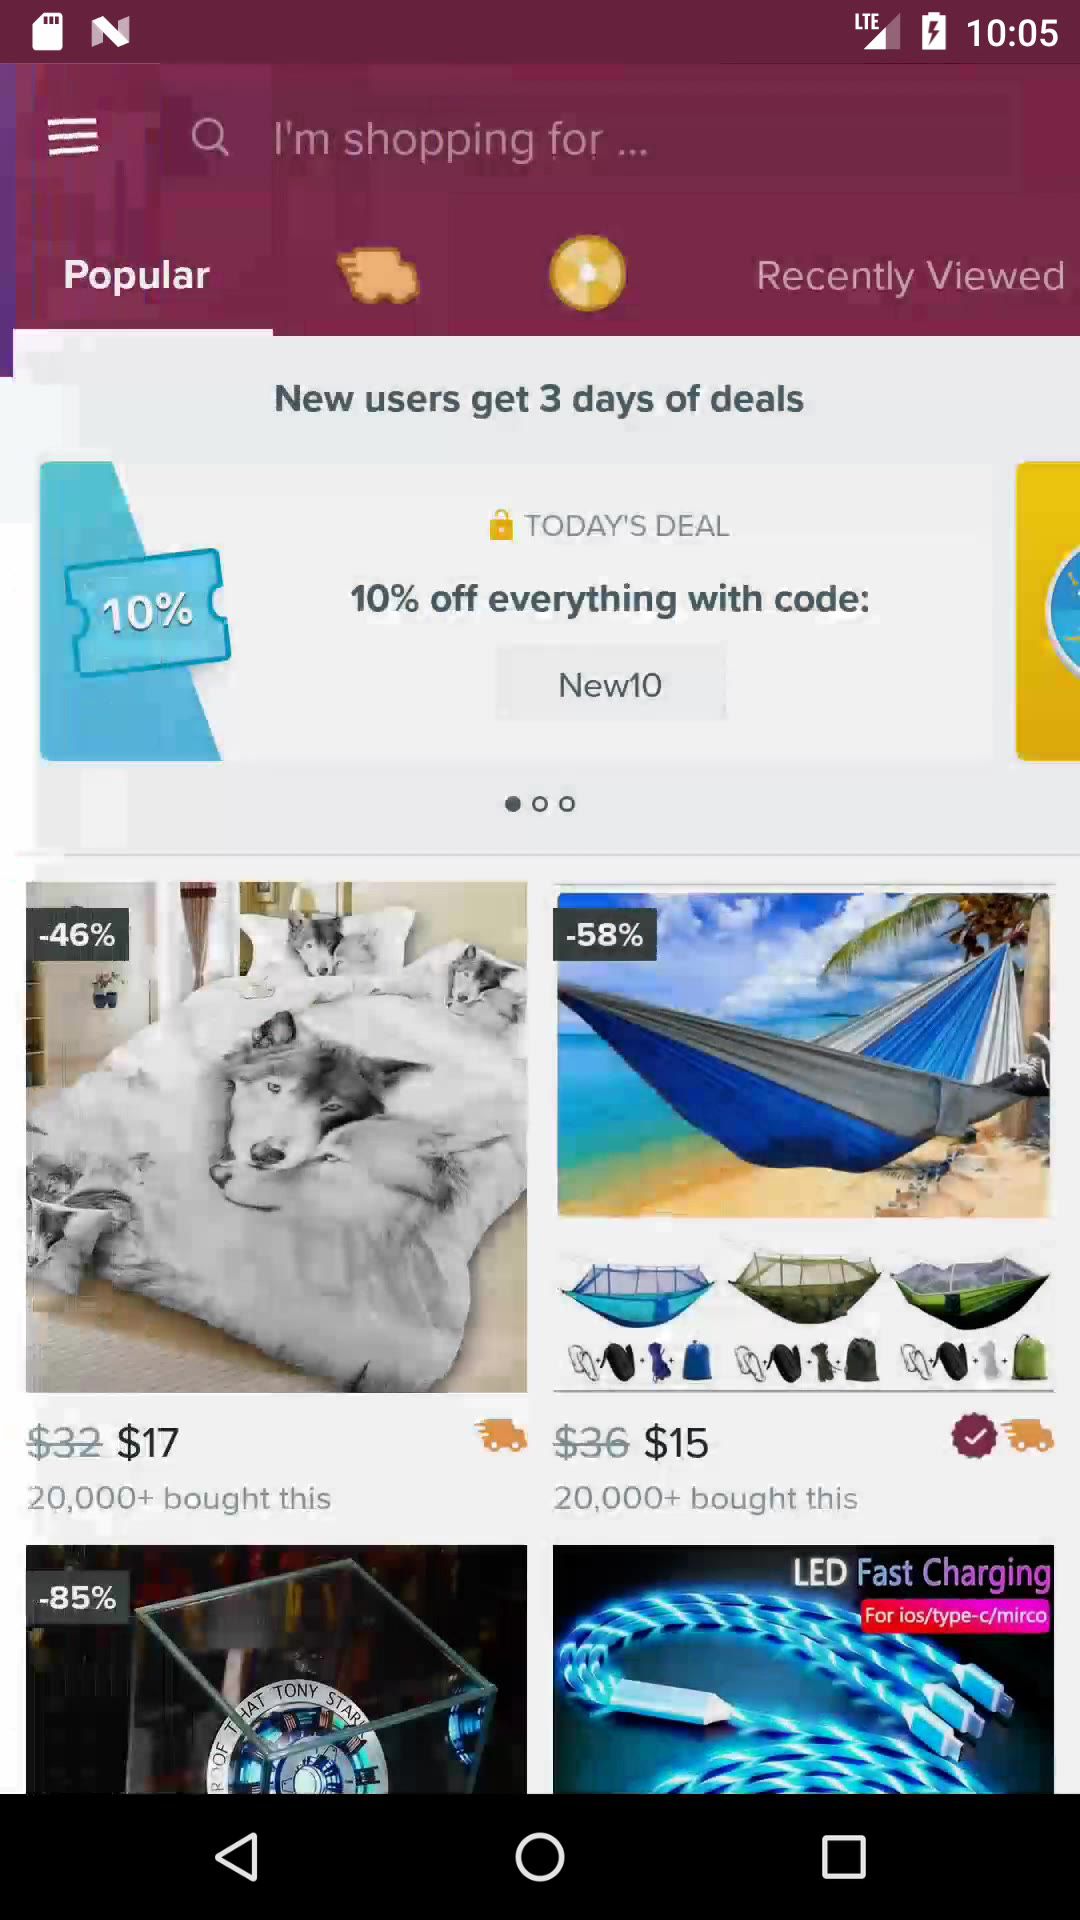 LTE 10:05
I'm shopping for ...
Popular
Recently Viewed
New users get 3 days of deals
TODAY'S DEAL
10%
10% off everything with code:
New10
-46%
-58%
$32 $17
$36 $15
20,000+ bought this
20,000+ bought this
-85%
LED Fast Charging
For ios/type-c/mirco
THAT TONY STAR